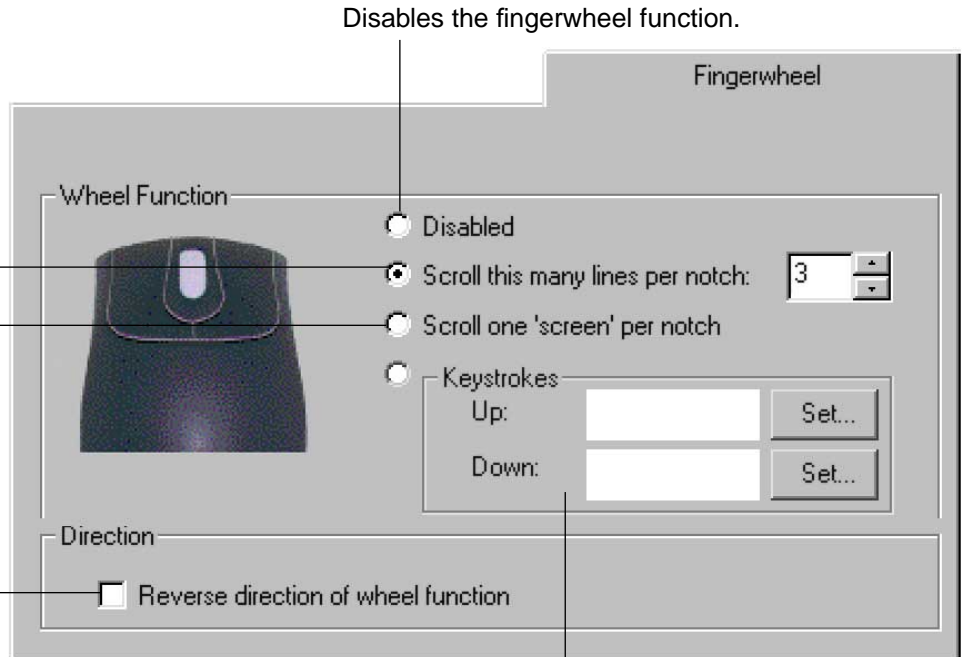 Disables the fingerwheel function.
Fingerwheel
Wheel Function
Disabled
Scroll this many lines per notch: 3
Scroll one 'screen' per notch
Keystrokes
Up: Set...
Down: Set...
Direction
Reverse direction of wheel function